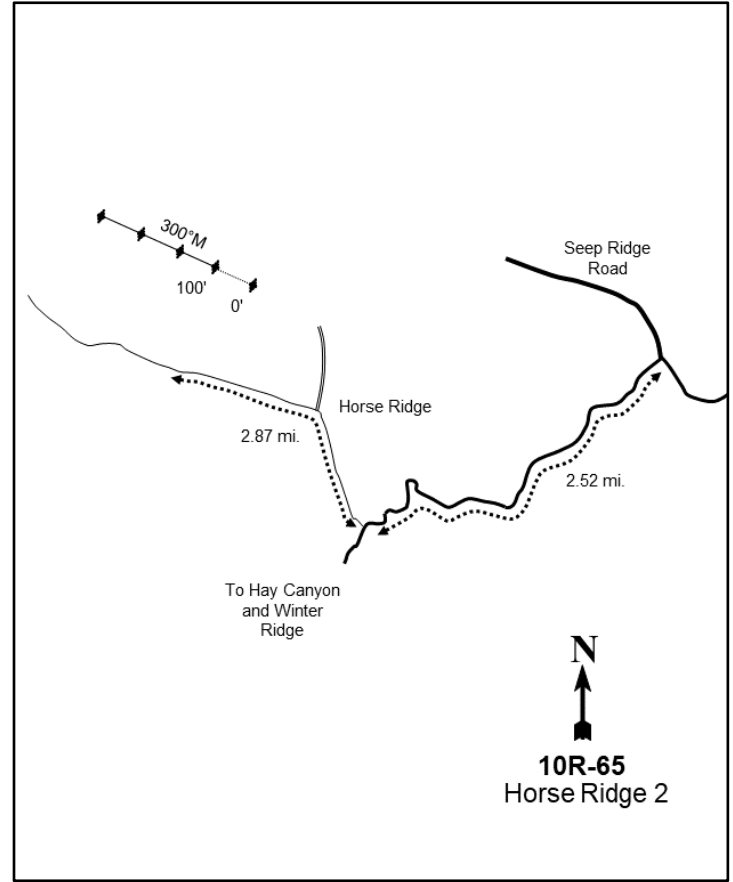 300°M
100'
0'
Seep Ridge
Road
Horse Ridge
2.87 mi.
2.52 mi.
To Hay Canyon
and Winter
Ridge
N
10R-65
Horse Ridge 2